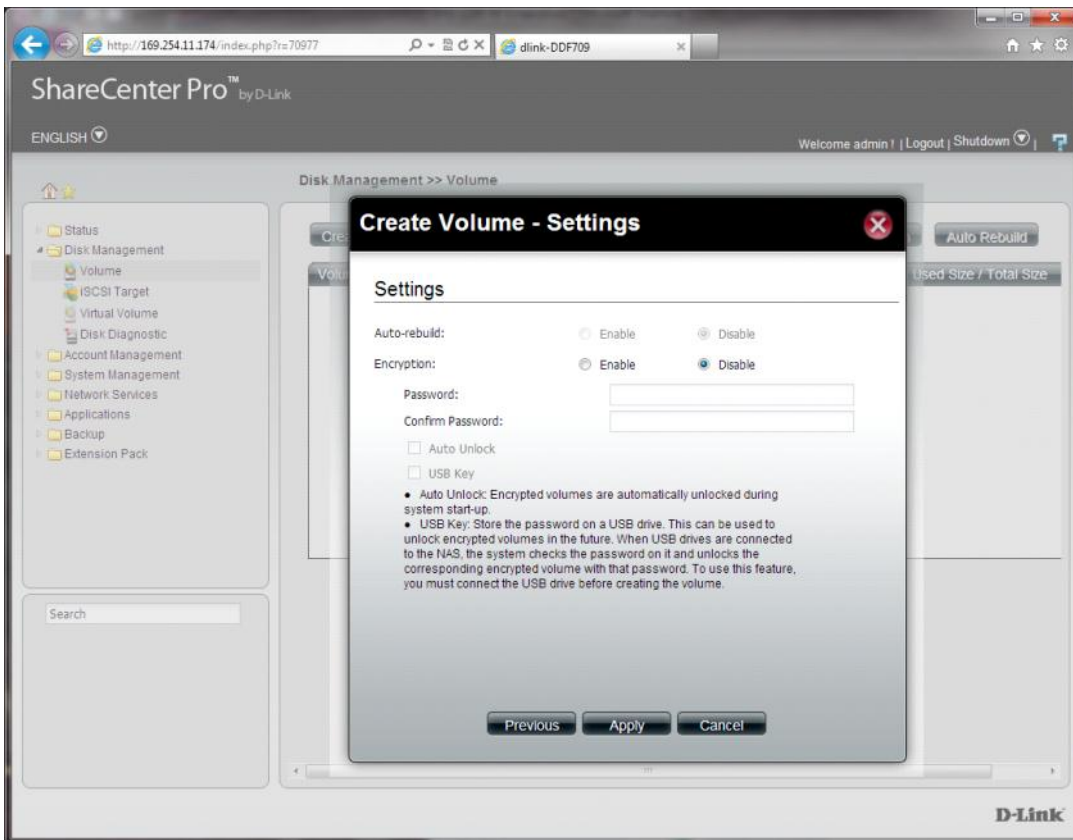 http://169.254.11.174/index.php?r=70977
dlink-DDF709
ShareCenter Pro™ by D-Link
ENGLISH
Welcome admin ! | Logout | Shutdown |
Disk Management >> Volume
Status
Disk Management
Volume
iSCSI Target
Virtual Volume
Disk Diagnostic
Account Management
System Management
Network Services
Applications
Backup
Extension Pack
Search
Auto Rebuild
Used Size / Total Size
Create Volume - Settings
Settings
Auto-rebuild: Enable Disable
Encryption: Enable Disable
Password:
Confirm Password:
Auto Unlock
USB Key
• Auto Unlock: Encrypted volumes are automatically unlocked during
system start-up.
• USB Key: Store the password on a USB drive. This can be used to
unlock encrypted volumes in the future. When USB drives are connected
to the NAS, the system checks the password on it and unlocks the
corresponding encrypted volume with that password. To use this feature,
you must connect the USB drive before creating the volume.
Previous Apply Cancel
D-Link